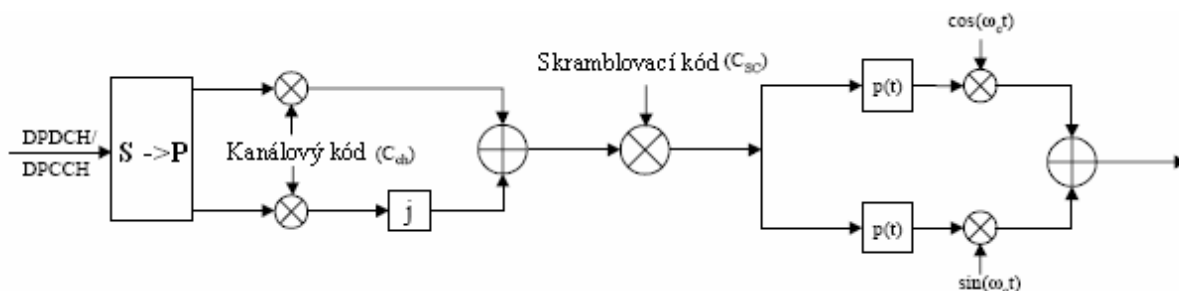 cos(ω_c t)
Skramblovací kód (C_SC)
p(t)
DPDCH/
DPCCH
S ->P
Kanálový kód (C_ch)
j
p(t)
sin(ω_c t)